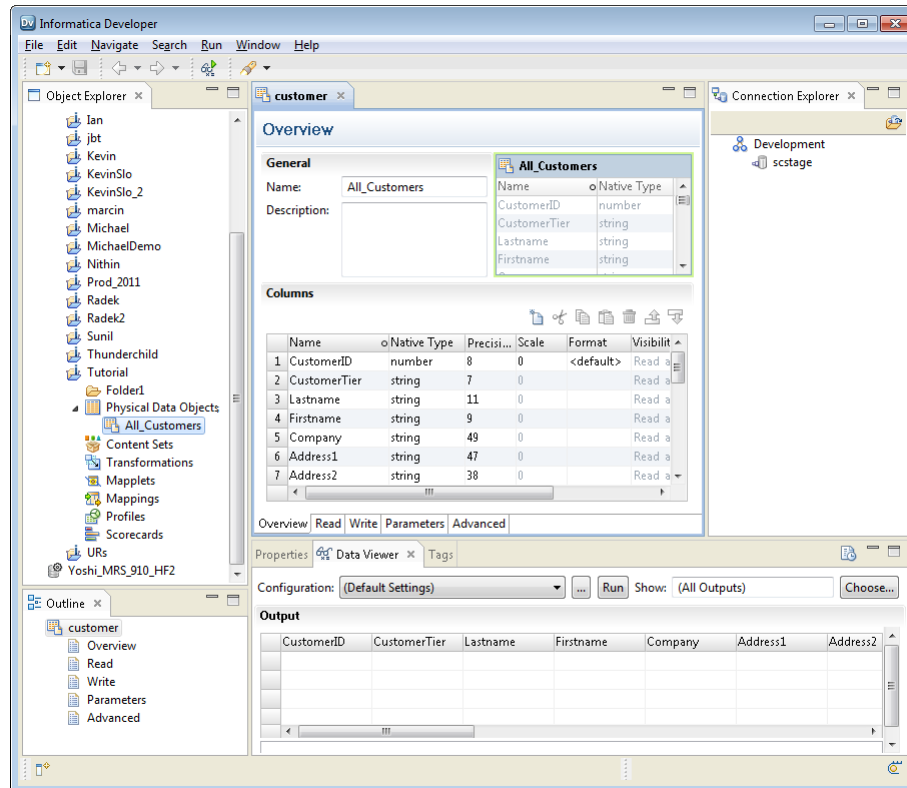 Dv Informatica Developer
File Edit Navigate Search Run Window Help
Object Explorer
Ian
jbt
Kevin
KevinSlo
KevinSlo_2
marcin
Michael
MichaelDemo
Nithin
Prod_2011
Radek
Radek2
Sunil
Thunderchild
Tutorial
Folder1
Physical Data Objects
All_Customers
Content Sets
Transformations
Mapplets
Mappings
Profiles
Scorecards
URs
Yoshi_MRS_910_HF2
Outline
customer
Overview
Read
Write
Parameters
Advanced
customer
Overview
General
Name: All_Customers
Description:
All_Customers
Name Native Type
CustomerID number
CustomerTier string
Lastname string
Firstname string
Columns
Name Native Type Precisi... Scale Format Visibilit
1 CustomerID number 8 0 <default> Read a
2 CustomerTier string 7 0 Read a
3 Lastname string 11 0 Read a
4 Firstname string 9 0 Read a
5 Company string 49 0 Read a
6 Address1 string 47 0 Read a
7 Address2 string 38 0 Read a
Overview Read Write Parameters Advanced
Connection Explorer
Development
scstage
Properties Data Viewer Tags
Configuration: (Default Settings) ... Run Show: (All Outputs) Choose...
Output
CustomerID CustomerTier Lastname Firstname Company Address1 Address2